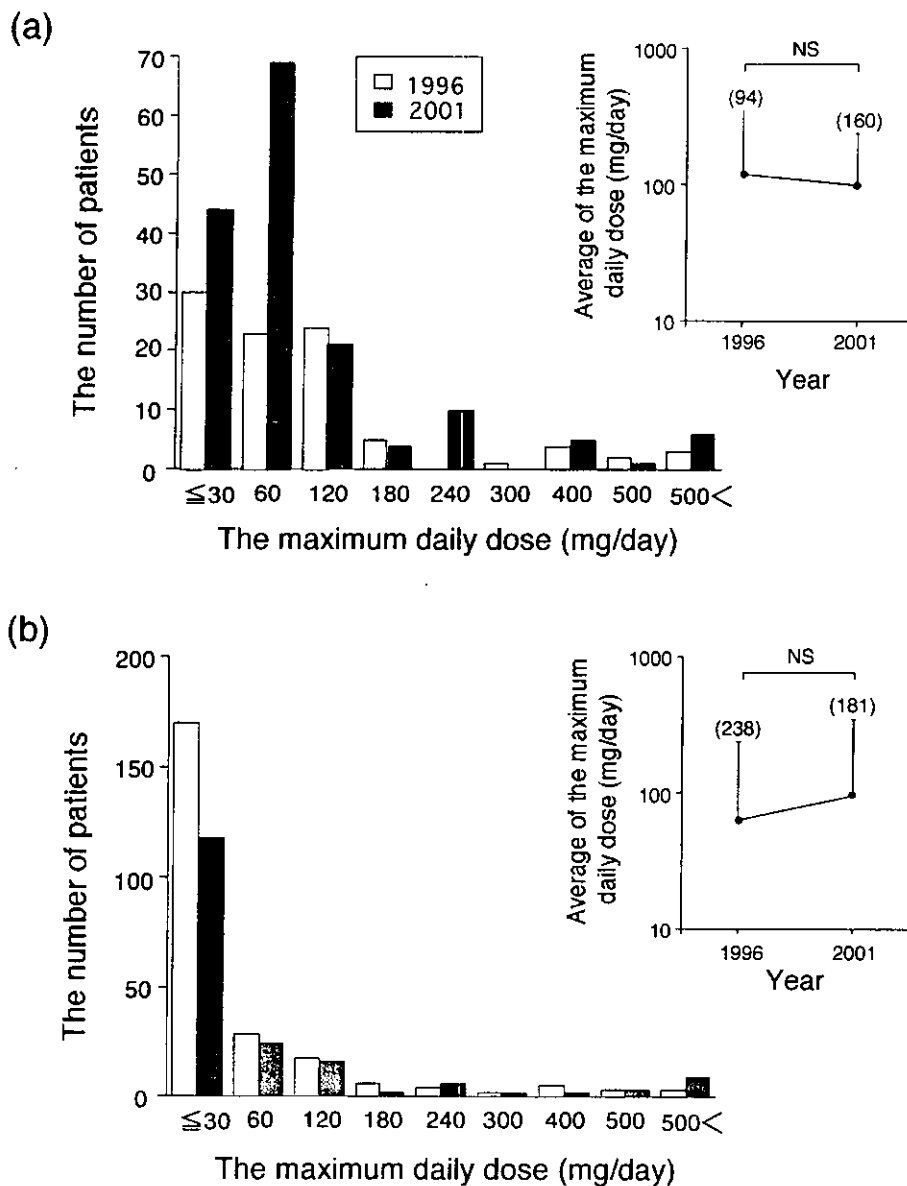 (a)
70
60
50
40
30
20
10
0
The number of patients
1996
2001
≦30 60 120 180 240 300 400 500 500<
The maximum daily dose (mg/day)
1000
100
10
Average of the maximum
daily dose (mg/day)
NS
(94)
(160)
1996 2001
Year
(b)
200
150
100
50
0
The number of patients
≦30 60 120 180 240 300 400 500 500<
The maximum daily dose (mg/day)
1000
100
10
Average of the maximum
daily dose (mg/day)
NS
(238)
(181)
1996 2001
Year